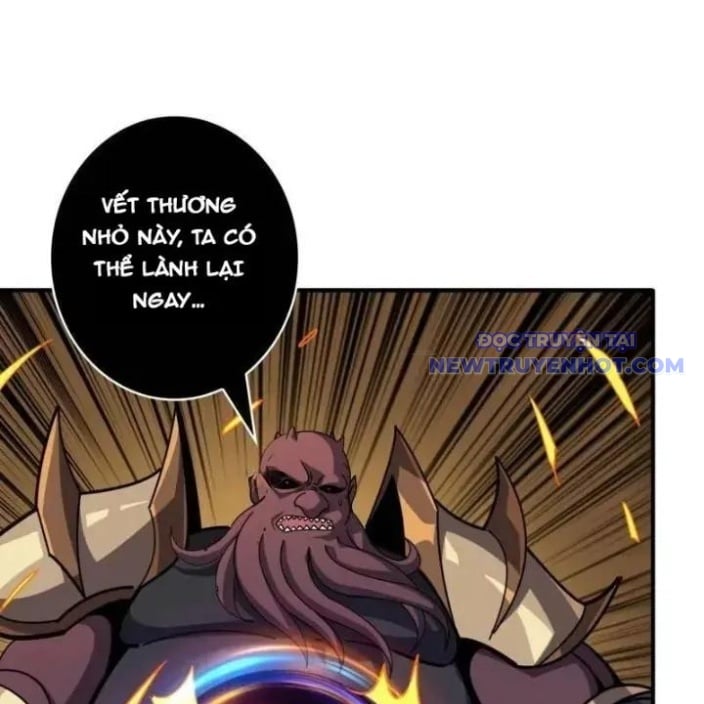 VẾT THƯƠNG
NHỎ NÀY, TA CÓ
THỂ LÀNH LẠI
NGAY...
ĐỌC TRUYỆN TẠI
NEWTRUYENHOT.COM